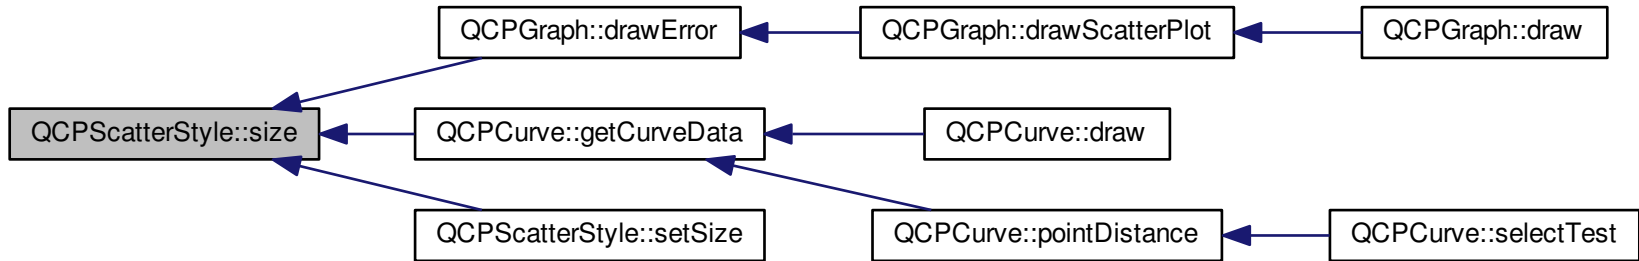 QCPGraph::drawError
QCPGraph::drawScatterPlot
QCPGraph::draw
QCPScatterStyle::size
QCPCurve::getCurveData
QCPCurve::draw
QCPScatterStyle::setSize
QCPCurve::pointDistance
QCPCurve::selectTest